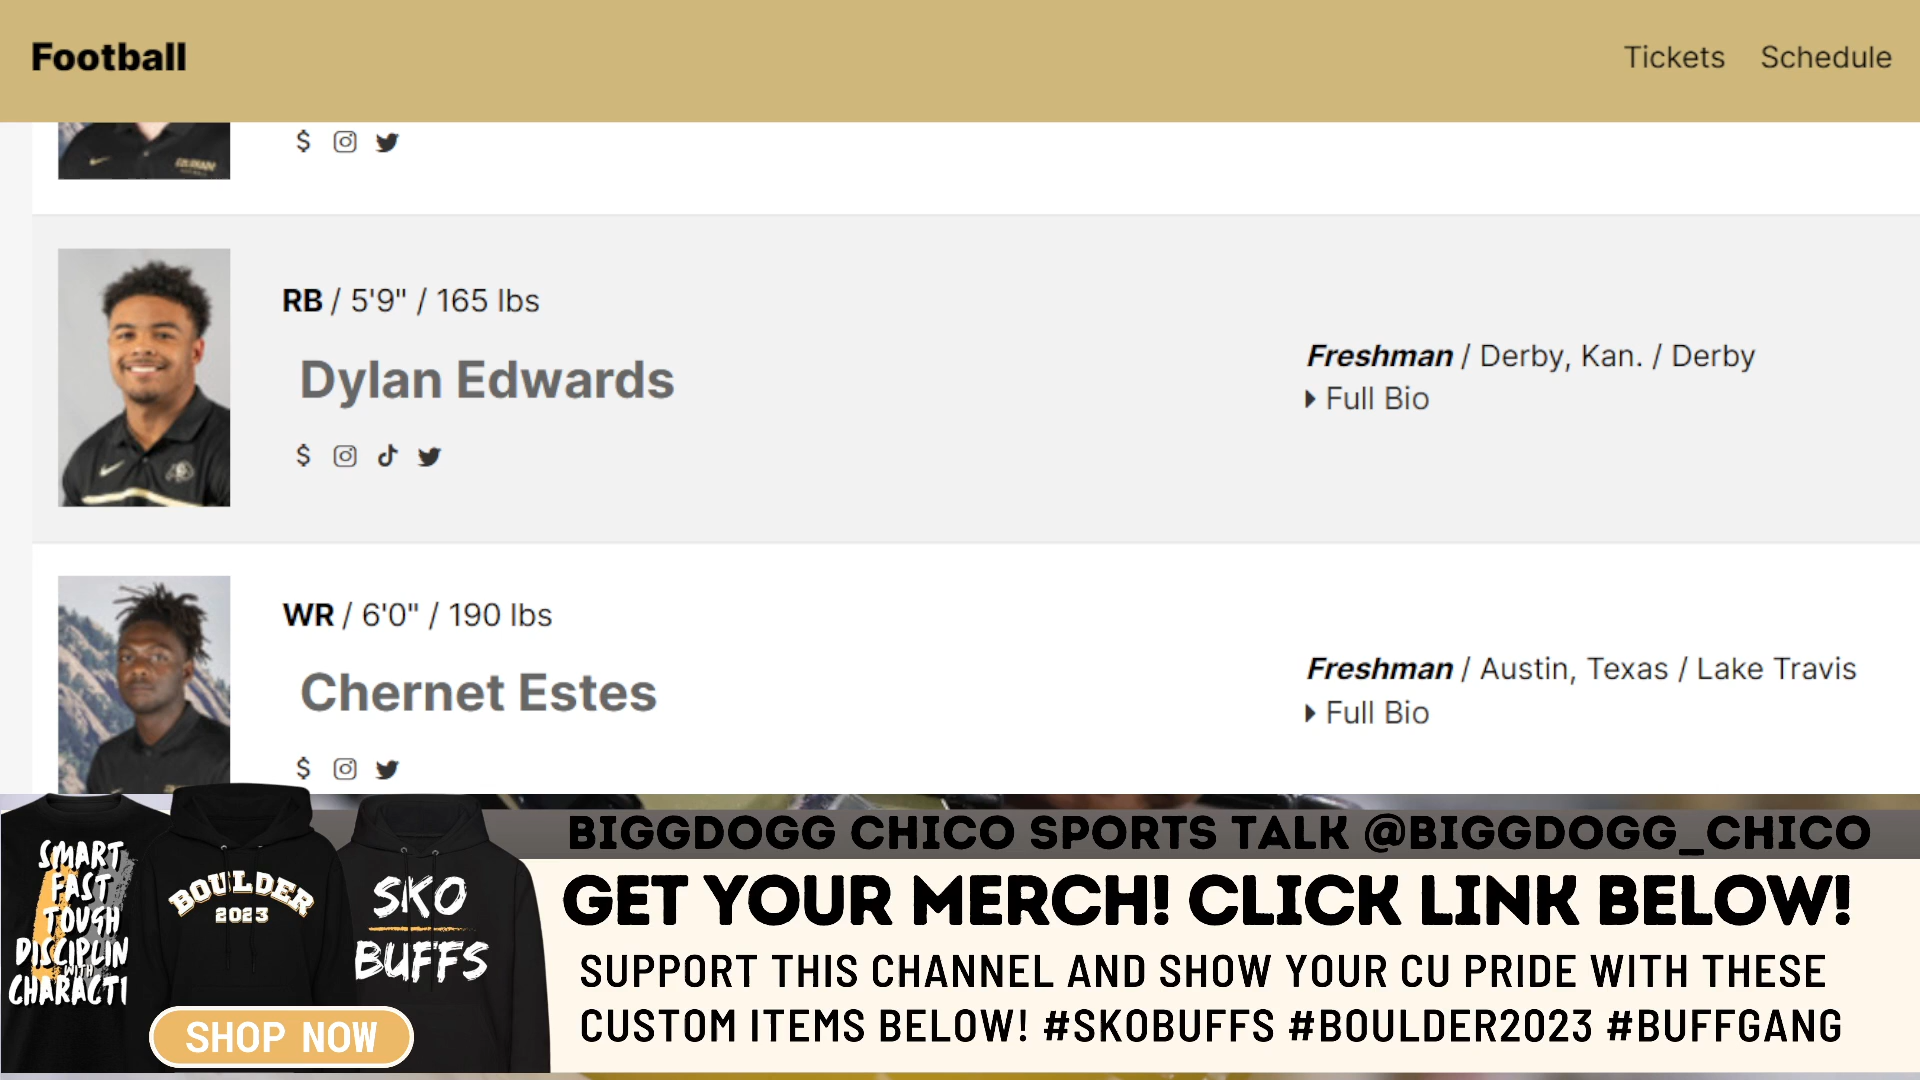 Football
Tickets Schedule
$
RB / 5'9" / 165 lbs
Dylan Edwards
$
Freshman / Derby, Kan. / Derby
Full Bio
WR / 6'0" / 190 lbs
Chernet Estes
$
Freshman / Austin, Texas / Lake Travis
Full Bio
BIGGDOGG CHICO SPORTS TALK @BIGGDOGG_CHICO
GET YOUR MERCH! CLICK LINK BELOW!
SUPPORT THIS CHANNEL AND SHOW YOUR CU PRIDE WITH THESE
CUSTOM ITEMS BELOW! #SKOBUFFS #BOULDER2023 #BUFFGANG
SMART
FAST
TOUGH
DISCIPLIN
WITH
CHARACT
BOULDER
2023
SKO
BUFFS
SHOP NOW